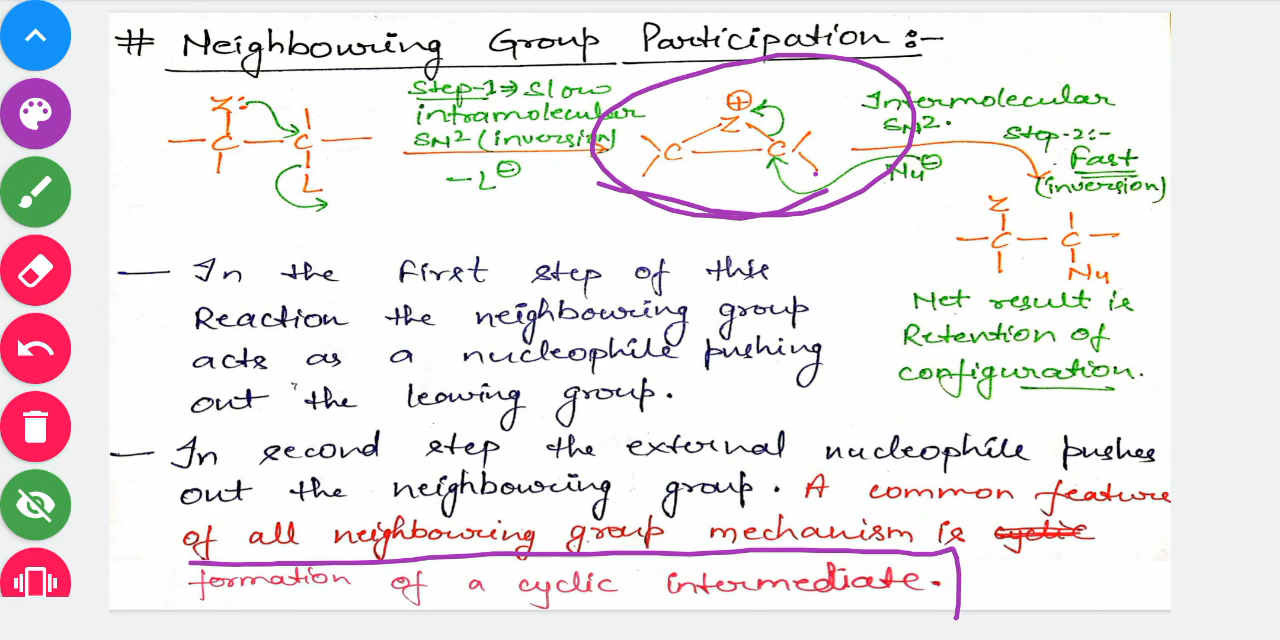 # Neighbouring Group Participation :-
Z:
- C - C -
L
Step-1 ⇒ Slow
intramolecular
SN² (inversion)
- L⊖
⊕
Z
C C
Intermolecular
SN².
Nu⊖
Step-2:-
Fast
(inversion)
Z
- C - C -
Nu
Net result is
Retention of
configuration.
- In the first step of this
Reaction the neighbouring group
acts as a nucleophile pushing
out the leaving group.
- In second step the external nucleophile pushes
out the neighbouring group. A common feature
of all neighbouring group mechanism is cyclic
formation of a cyclic intermediate.